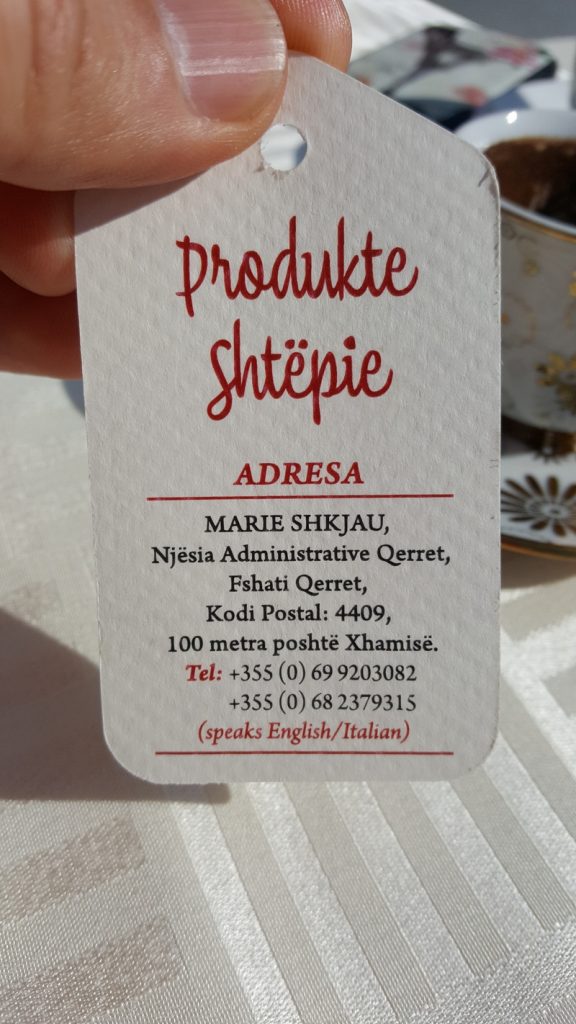 Produkte
shtëpie
ADRESA
MARIE SHKJAU,
Njësia Administrative Qerret,
Fshati Qerret,
Kodi Postal: 4409,
100 metra poshtë Xhamisë.
Tel: +355 (0) 69 9203082
+355 (0) 68 2379315
(speaks English/Italian)